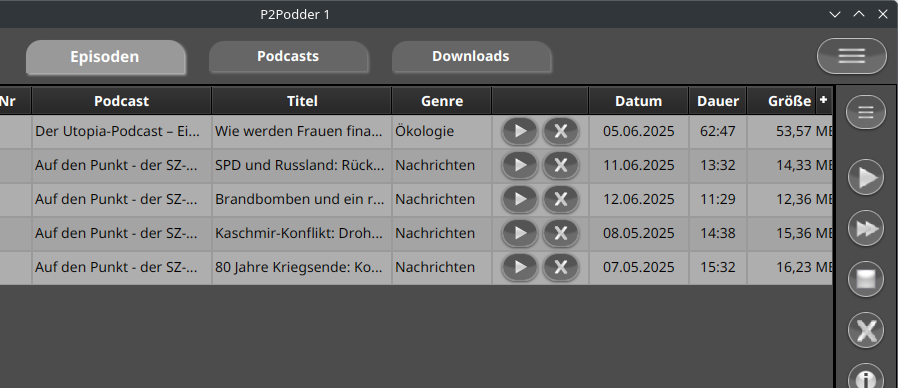 P2Podder 1
Episoden Podcasts Downloads
Nr Podcast Titel Genre Datum Dauer Größe +
Der Utopia-Podcast – Ei... Wie werden Frauen fina... Ökologie 05.06.2025 62:47 53,57 MB
Auf den Punkt - der SZ-... SPD und Russland: Rück... Nachrichten 11.06.2025 13:32 14,33 MB
Auf den Punkt - der SZ-... Brandbomben und ein r... Nachrichten 12.06.2025 11:29 12,36 MB
Auf den Punkt - der SZ-... Kaschmir-Konflikt: Droh... Nachrichten 08.05.2025 14:38 15,36 MB
Auf den Punkt - der SZ-... 80 Jahre Kriegsende: Ko... Nachrichten 07.05.2025 15:32 16,23 MB